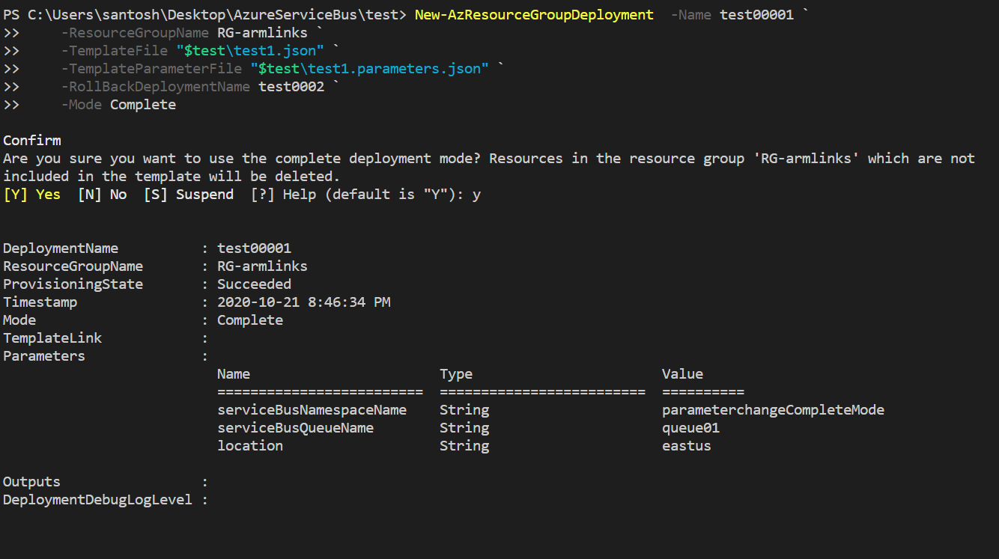 PS C:\Users\santosh\Desktop\AzureServiceBus\test> New-AzResourceGroupDeployment  -Name test00001 `
>>     -ResourceGroupName RG-armlinks `
>>     -TemplateFile "$test\test1.json" `
>>     -TemplateParameterFile "$test\test1.parameters.json" `
>>     -RollBackDeploymentName test0002 `
>>     -Mode Complete
Confirm
Are you sure you want to use the complete deployment mode? Resources in the resource group 'RG-armlinks' which are not
included in the template will be deleted.
[Y] Yes  [N] No  [S] Suspend  [?] Help (default is "Y"): y
DeploymentName          : test00001
ResourceGroupName       : RG-armlinks
ProvisioningState       : Succeeded
Timestamp               : 2020-10-21 8:46:34 PM
Mode                    : Complete
TemplateLink            :
Parameters              :
                          Name                       Type                       Value
                          =========================  =========================  ==========
                          serviceBusNamespaceName    String                     parameterchangeCompleteMode
                          serviceBusQueueName        String                     queue01
                          location                   String                     eastus
Outputs                 :
DeploymentDebugLogLevel :